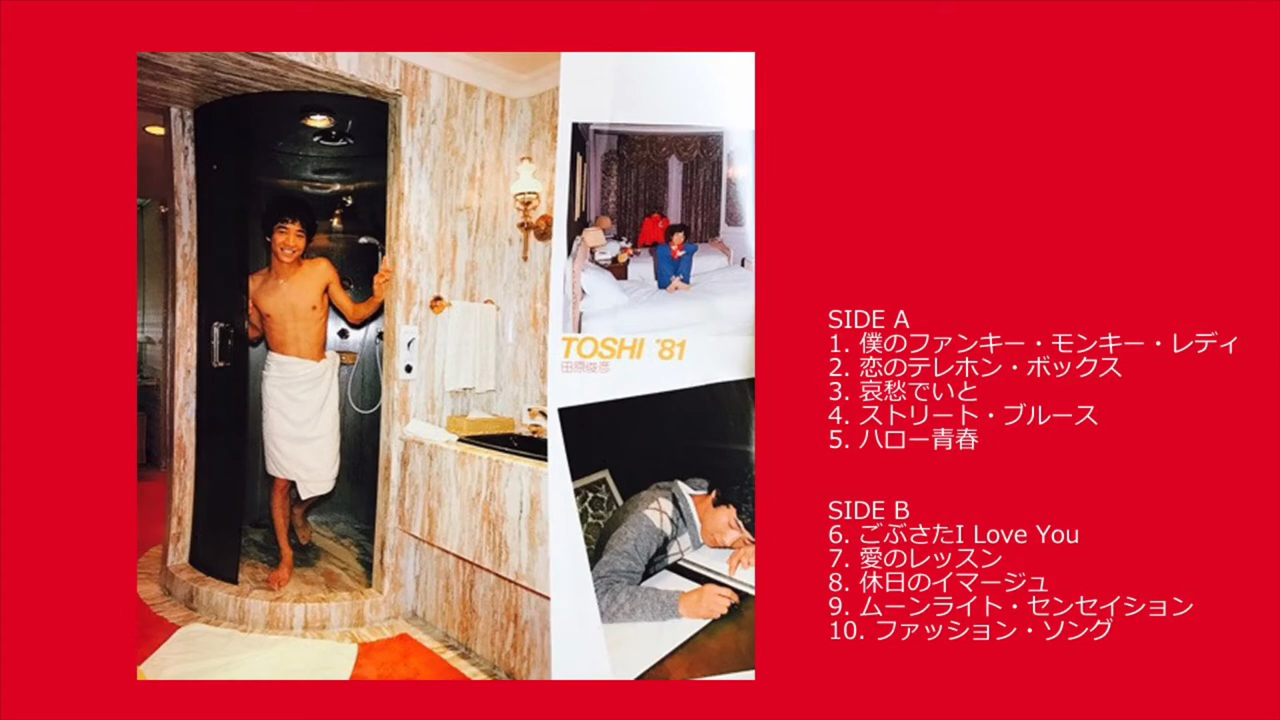 TOSHI '81
田原俊彦
SIDE A
1. 僕のファンキー・モンキー・レディ
2. 恋のテレホン・ボックス
3. 哀愁でいと
4. ストリート・ブルース
5. ハロー青春
SIDE B
6. ごぶさたI Love You
7. 愛のレッスン
8. 休日のイマージュ
9. ムーンライト・センセイション
10. ファッション・ソング